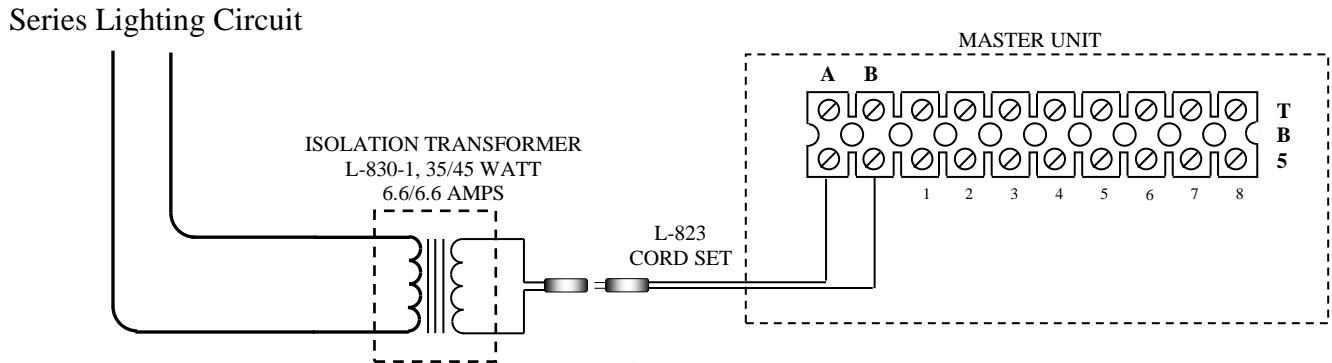 Series Lighting Circuit
MASTER UNIT
A B
T
B
5
1 2 3 4 5 6 7 8
ISOLATION TRANSFORMER
L-830-1, 35/45 WATT
6.6/6.6 AMPS
L-823
CORD SET